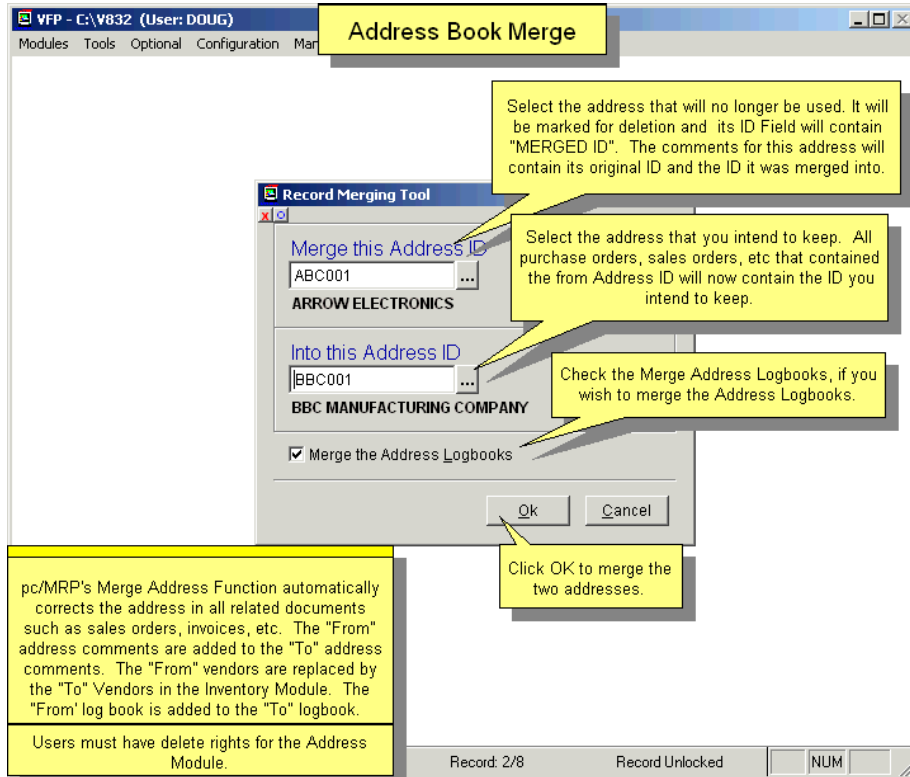 VFP - C:\V832 (User: DOUG)
Address Book Merge
Modules Tools Optional Configuration
Select the address that will no longer be used. It will
be marked for deletion and its ID Field will contain
"MERGED ID". The comments for this address will
contain its original ID and the ID it was merged into.
Record Merging Tool
Merge this Address ID
ABC001
...
ARROW ELECTRONICS
Select the address that you intend to keep. All
purchase orders, sales orders, etc that contained
the from Address ID will now contain the ID you
intend to keep.
Into this Address ID
BBC001
...
BBC MANUFACTURING COMPANY
Check the Merge Address Logbooks, if you
wish to merge the Address Logbooks.
Merge the Address Logbooks
Ok Cancel
Click OK to merge the
two addresses.
pc/MRP's Merge Address Function automatically
corrects the address in all related documents
such as sales orders, invoices, etc. The "From"
address comments are added to the "To" address
comments. The "From" vendors are replaced by
the "To" Vendors in the Inventory Module. The
"From' log book is added to the "To" logbook.
Users must have delete rights for the Address
Module.
Record: 2/8 Record Unlocked NUM